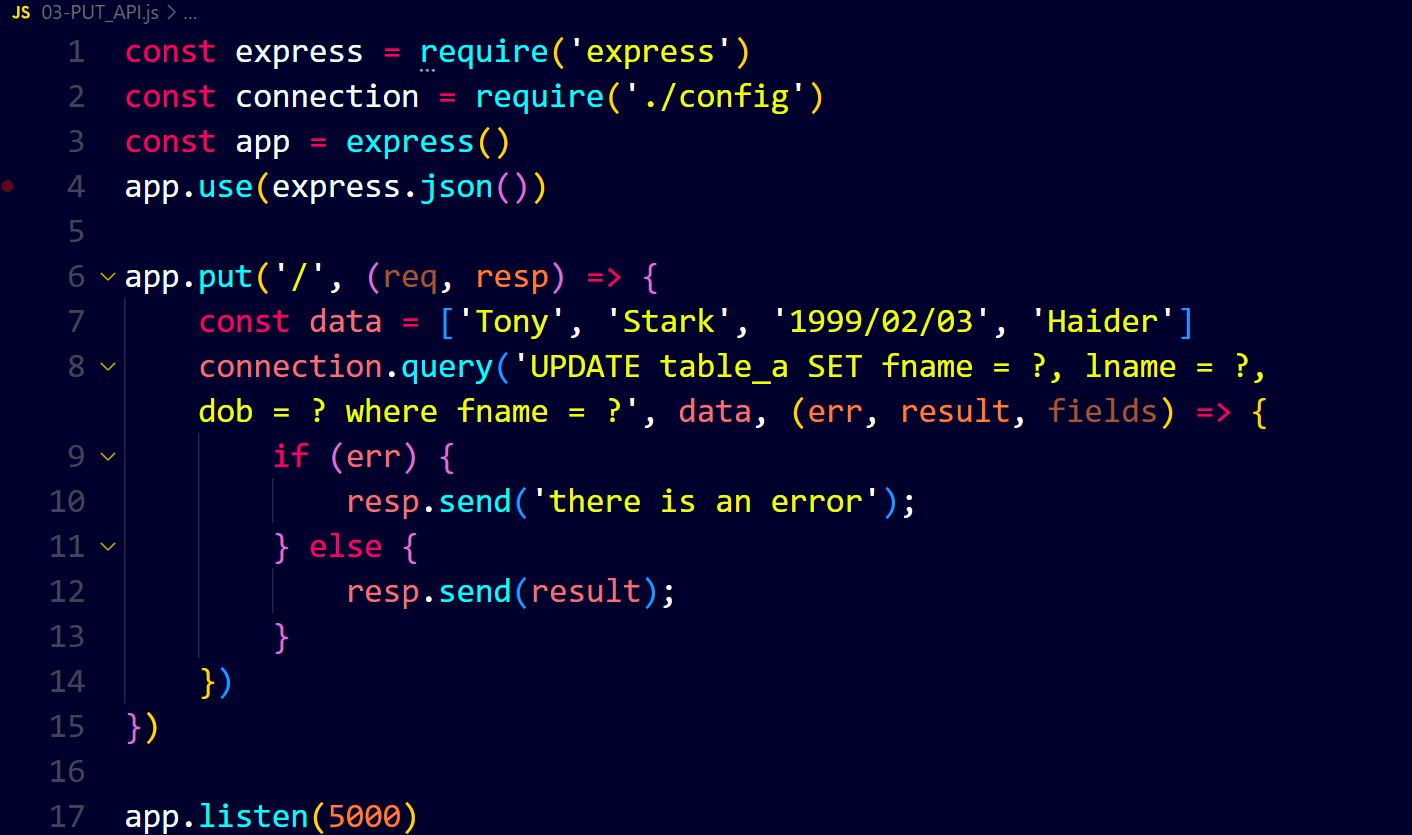 JS 03-PUT_API.js > ...
1 const express = require('express')
2 const connection = require('./config')
3 const app = express()
4 app.use(express.json())
5
6 app.put('/', (req, resp) => {
7     const data = ['Tony', 'Stark', '1999/02/03', 'Haider']
8     connection.query('UPDATE table_a SET fname = ?, lname = ?,
    dob = ? where fname = ?', data, (err, result, fields) => {
9         if (err) {
10             resp.send('there is an error');
11         } else {
12             resp.send(result);
13         }
14     })
15 })
16
17 app.listen(5000)